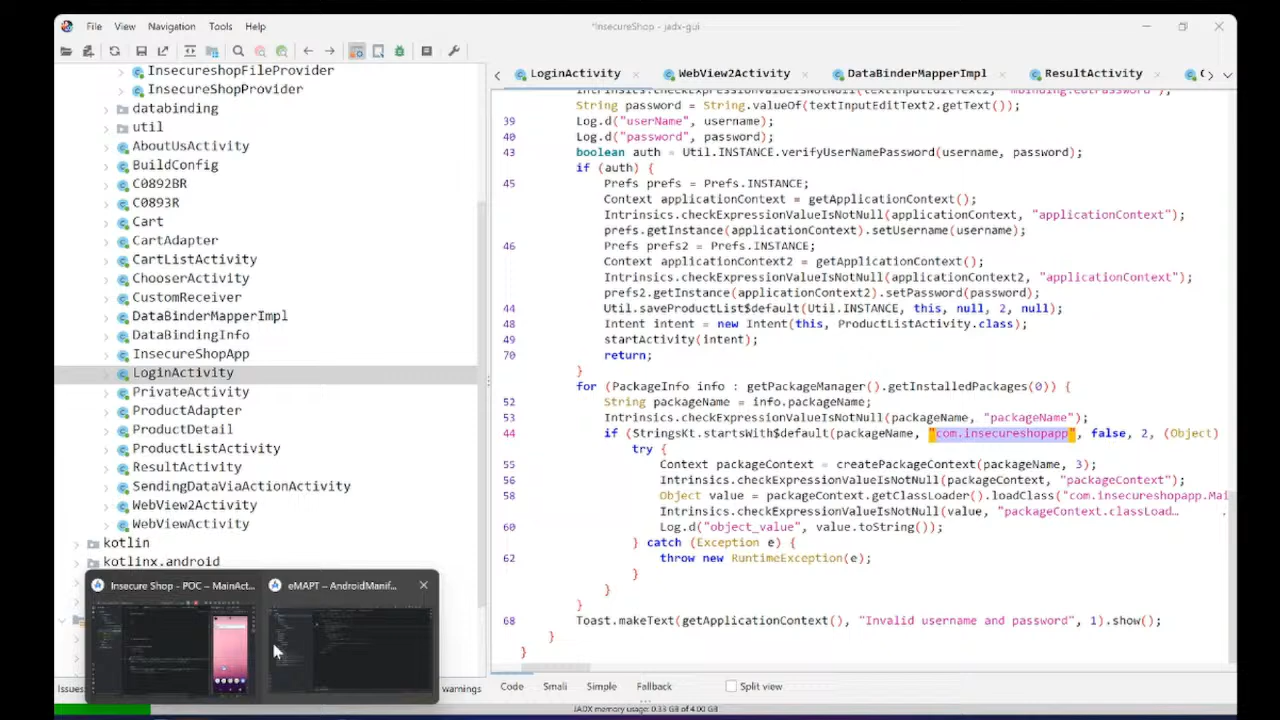 File View Navigation Tools Help
*InsecureShop - jadx-gui
InsecureshopFileProvider
InsecureShopProvider
databinding
util
AboutUsActivity
BuildConfig
C0892BR
C0893R
Cart
CartAdapter
CartListActivity
ChooserActivity
CustomReceiver
DataBinderMapperImpl
DataBindingInfo
InsecureShopApp
LoginActivity
PrivateActivity
ProductAdapter
ProductDetail
ProductListActivity
ResultActivity
SendingDataViaActionActivity
WebView2Activity
WebViewActivity
kotlin
kotlinx.android
Insecure Shop - POC – MainAct...
eMAPT – AndroidManif...
Issues
warnings
LoginActivity WebView2Activity DataBinderMapperImpl ResultActivity
String password = String.valueOf(textInputEditText2.getText());
39 Log.d("userName", username);
40 Log.d("password", password);
43 boolean auth = Util.INSTANCE.verifyUserNamePassword(username, password);
if (auth) {
45 Prefs prefs = Prefs.INSTANCE;
Context applicationContext = getApplicationContext();
Intrinsics.checkExpressionValueIsNotNull(applicationContext, "applicationContext");
prefs.getInstance(applicationContext).setUsername(username);
46 Prefs prefs2 = Prefs.INSTANCE;
Context applicationContext2 = getApplicationContext();
Intrinsics.checkExpressionValueIsNotNull(applicationContext2, "applicationContext");
prefs2.getInstance(applicationContext2).setPassword(password);
44 Util.saveProductList$default(Util.INSTANCE, this, null, 2, null);
48 Intent intent = new Intent(this, ProductListActivity.class);
49 startActivity(intent);
70 return;
}
for (PackageInfo info : getPackageManager().getInstalledPackages(0)) {
52 String packageName = info.packageName;
53 Intrinsics.checkExpressionValueIsNotNull(packageName, "packageName");
44 if (StringsKt.startsWith$default(packageName, "com.insecureshopapp", false, 2, (Object)
try {
55 Context packageContext = createPackageContext(packageName, 3);
56 Intrinsics.checkExpressionValueIsNotNull(packageContext, "packageContext");
58 Object value = packageContext.getClassLoader().loadClass("com.insecureshopapp.Mai
Intrinsics.checkExpressionValueIsNotNull(value, "packageContext.classLoad… .
60 Log.d("object_value", value.toString());
} catch (Exception e) {
62 throw new RuntimeException(e);
}
}
}
68 Toast.makeText(getApplicationContext(), "Invalid username and password", 1).show();
}
}
Code Smali Simple Fallback Split view
JADX memory usage: 0.33 GB of 4.00 GB